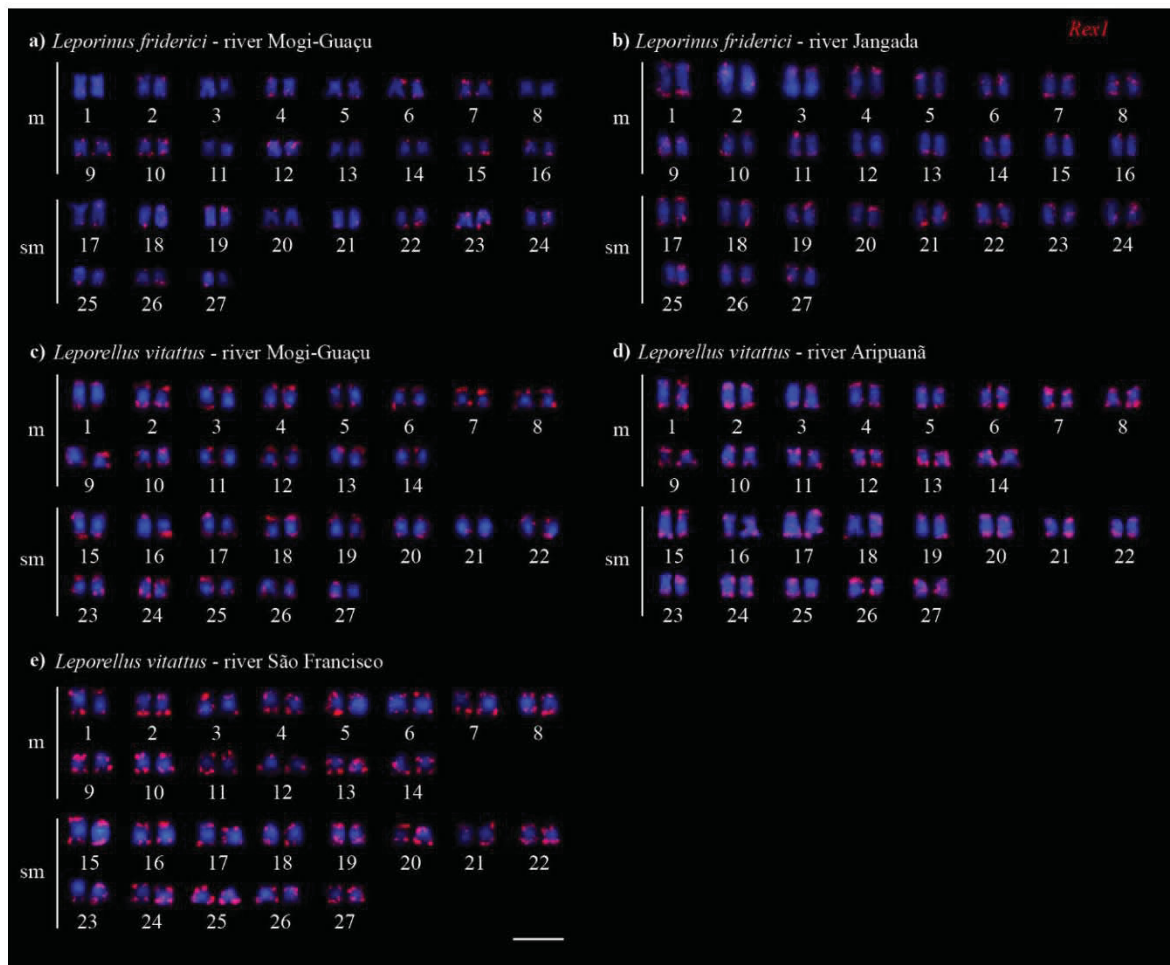 a) Leporinus friderici - river Mogi-Guaçu
m
1 2 3 4 5 6 7 8
9 10 11 12 13 14 15 16
sm
17 18 19 20 21 22 23 24
25 26 27
b) Leporinus friderici - river Jangada
Rex1
m
1 2 3 4 5 6 7 8
9 10 11 12 13 14 15 16
sm
17 18 19 20 21 22 23 24
25 26 27
c) Leporellus vitattus - river Mogi-Guaçu
m
1 2 3 4 5 6 7 8
9 10 11 12 13 14
sm
15 16 17 18 19 20 21 22
23 24 25 26 27
d) Leporellus vitattus - river Aripuanã
m
1 2 3 4 5 6 7 8
9 10 11 12 13 14
sm
15 16 17 18 19 20 21 22
23 24 25 26 27
e) Leporellus vitattus - river São Francisco
m
1 2 3 4 5 6 7 8
9 10 11 12 13 14
sm
15 16 17 18 19 20 21 22
23 24 25 26 27